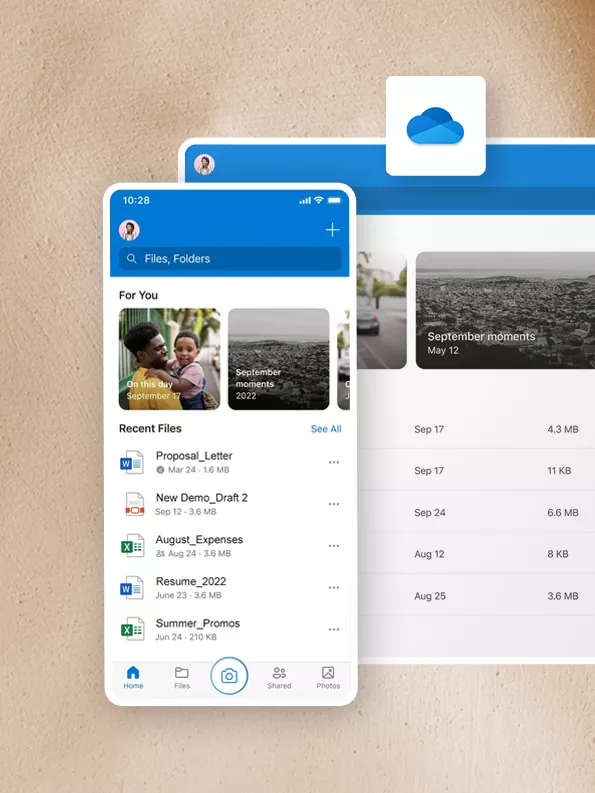 10:28
Files, Folders
For You
On this day
September 17
September
moments
2022
Recent Files
See All
Proposal_Letter
Mar 24 · 1.6 MB
New Demo_Draft 2
Sep 12 · 3.6 MB
August_Expenses
Aug 24 · 3.6 MB
Resume_2022
June 23 · 3.6 MB
Summer_Promos
Jun 24 · 210 KB
Home
Files
Shared
Photos
September moments
May 12
Sep 17 4.3 MB
Sep 17 11 KB
Sep 24 6.6 MB
Aug 12 8 KB
Aug 25 3.6 MB